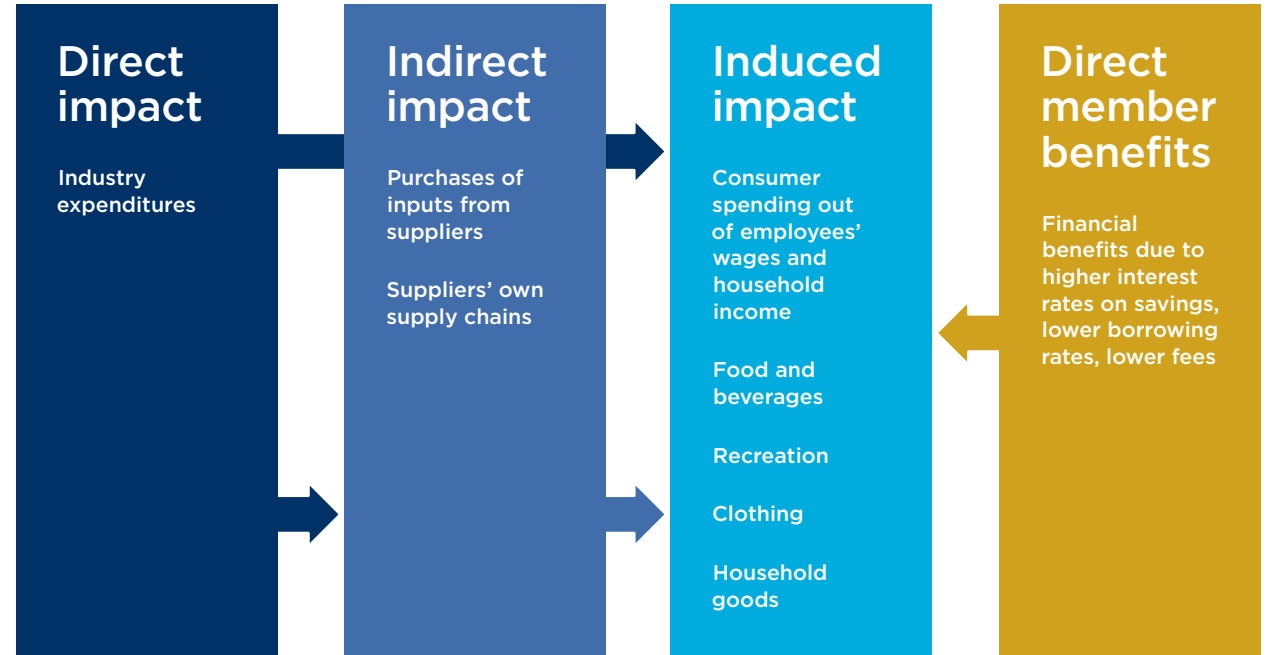 Direct
impact
Industry
expenditures
Indirect
impact
Purchases of
inputs from
suppliers
Suppliers’ own
supply chains
Induced
impact
Consumer
spending out
of employees’
wages and
household
income
Food and
beverages
Recreation
Clothing
Household
goods
Direct
member
benefits
Financial
benefits due to
higher interest
rates on savings,
lower borrowing
rates, lower fees